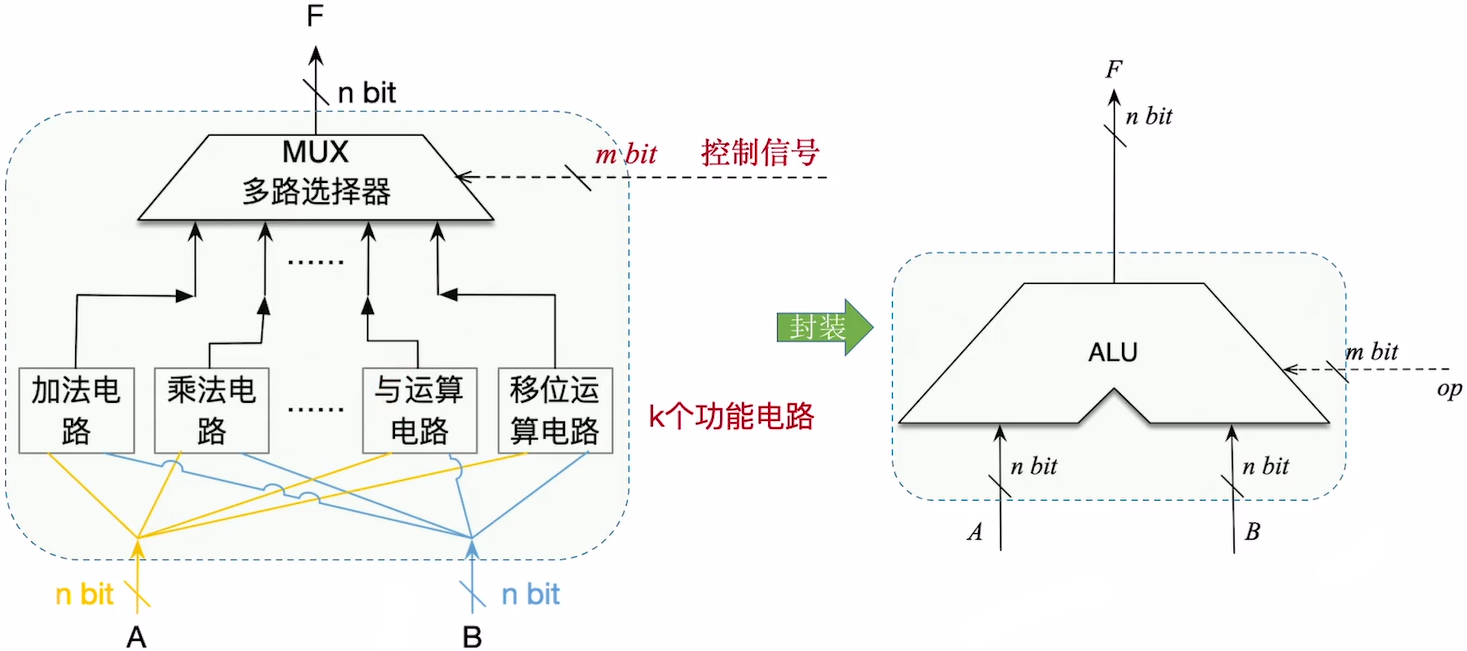 F
n bit
MUX
多路选择器
m bit 控制信号
......
加法电
路
乘法电
路
......
与运算
电路
移位运
算电路
k个功能电路
n bit
n bit
A
B
封装
F
n bit
ALU
m bit
op
n bit
n bit
A
B